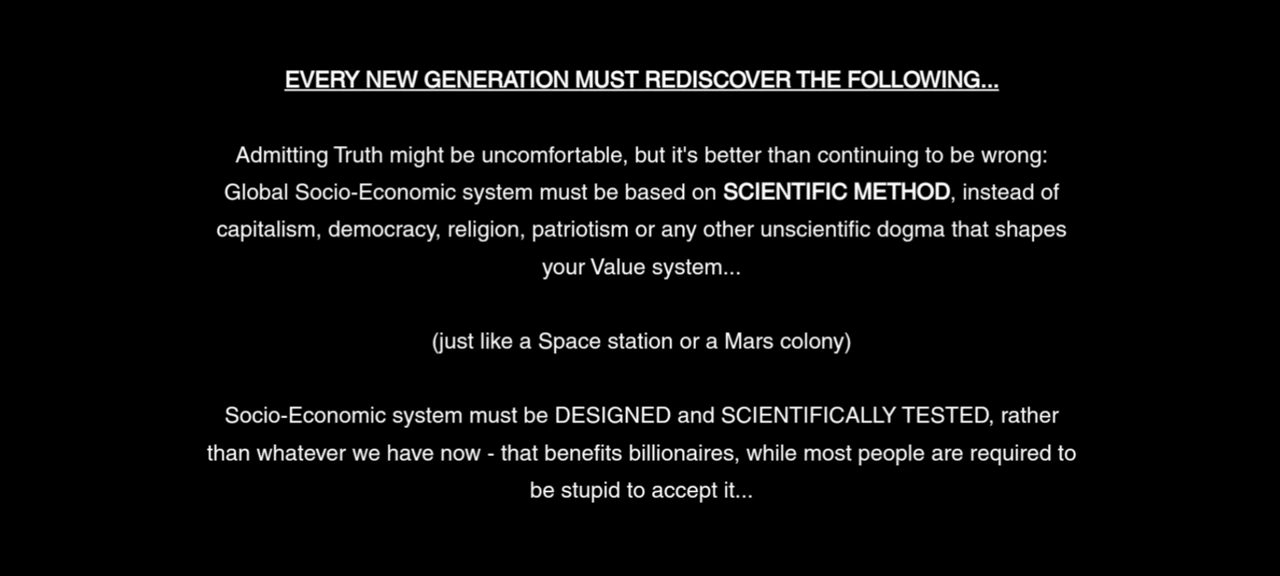 EVERY NEW GENERATION MUST REDISCOVER THE FOLLOWING...
Admitting Truth might be uncomfortable, but it's better than continuing to be wrong:
Global Socio-Economic system must be based on SCIENTIFIC METHOD, instead of
capitalism, democracy, religion, patriotism or any other unscientific dogma that shapes
your Value system...
(just like a Space station or a Mars colony)
Socio-Economic system must be DESIGNED and SCIENTIFICALLY TESTED, rather
than whatever we have now - that benefits billionaires, while most people are required to
be stupid to accept it...